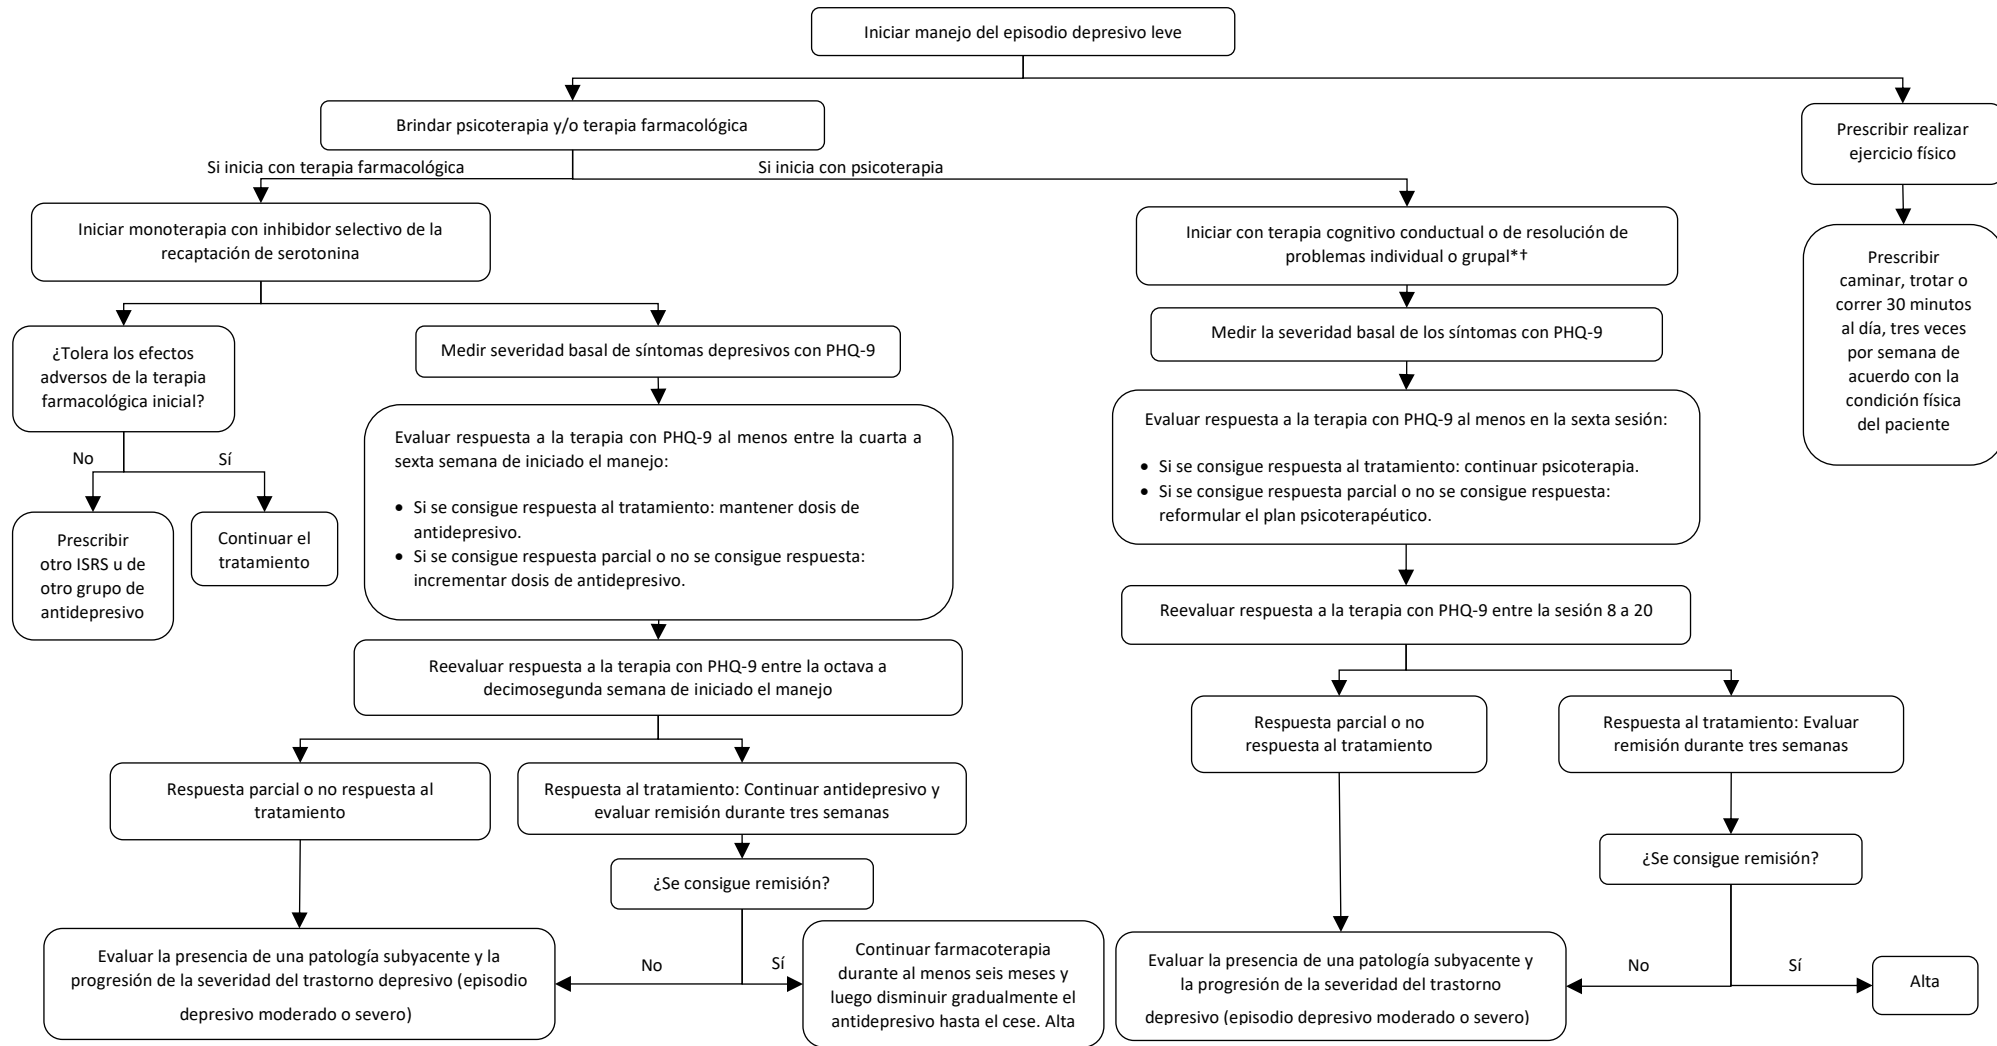 Iniciar manejo del episodio depresivo leve
Brindar psicoterapia y/o terapia farmacológica
Prescribir realizar
ejercicio físico
Si inicia con terapia farmacológica
Si inicia con psicoterapia
Iniciar monoterapia con inhibidor selectivo de la
recaptación de serotonina
Iniciar con terapia cognitivo conductual o de resolución de
problemas individual o grupal*†
Prescribir
caminar, trotar o
correr 30 minutos
al día, tres veces
por semana de
acuerdo con la
condición física
del paciente
¿Tolera los efectos
adversos de la terapia
farmacológica inicial?
Medir severidad basal de síntomas depresivos con PHQ-9
Medir la severidad basal de los síntomas con PHQ-9
No
Sí
Prescribir
otro ISRS u de
otro grupo de
antidepresivo
Continuar el
tratamiento
Evaluar respuesta a la terapia con PHQ-9 al menos entre la cuarta a
sexta semana de iniciado el manejo:
• Si se consigue respuesta al tratamiento: mantener dosis de
antidepresivo.
• Si se consigue respuesta parcial o no se consigue respuesta:
incrementar dosis de antidepresivo.
Evaluar respuesta a la terapia con PHQ-9 al menos en la sexta sesión:
• Si se consigue respuesta al tratamiento: continuar psicoterapia.
• Si se consigue respuesta parcial o no se consigue respuesta:
reformular el plan psicoterapéutico.
Reevaluar respuesta a la terapia con PHQ-9 entre la octava a
decimosegunda semana de iniciado el manejo
Reevaluar respuesta a la terapia con PHQ-9 entre la sesión 8 a 20
Respuesta parcial o no respuesta al
tratamiento
Respuesta al tratamiento: Continuar antidepresivo y
evaluar remisión durante tres semanas
Respuesta parcial o no
respuesta al tratamiento
Respuesta al tratamiento: Evaluar
remisión durante tres semanas
¿Se consigue remisión?
¿Se consigue remisión?
Evaluar la presencia de una patología subyacente y la
progresión de la severidad del trastorno depresivo (episodio
depresivo moderado o severo)
No
Sí
Continuar farmacoterapia
durante al menos seis meses y
luego disminuir gradualmente el
antidepresivo hasta el cese. Alta
Evaluar la presencia de una patología subyacente y
la progresión de la severidad del trastorno
depresivo (episodio depresivo moderado o severo)
No
Sí
Alta